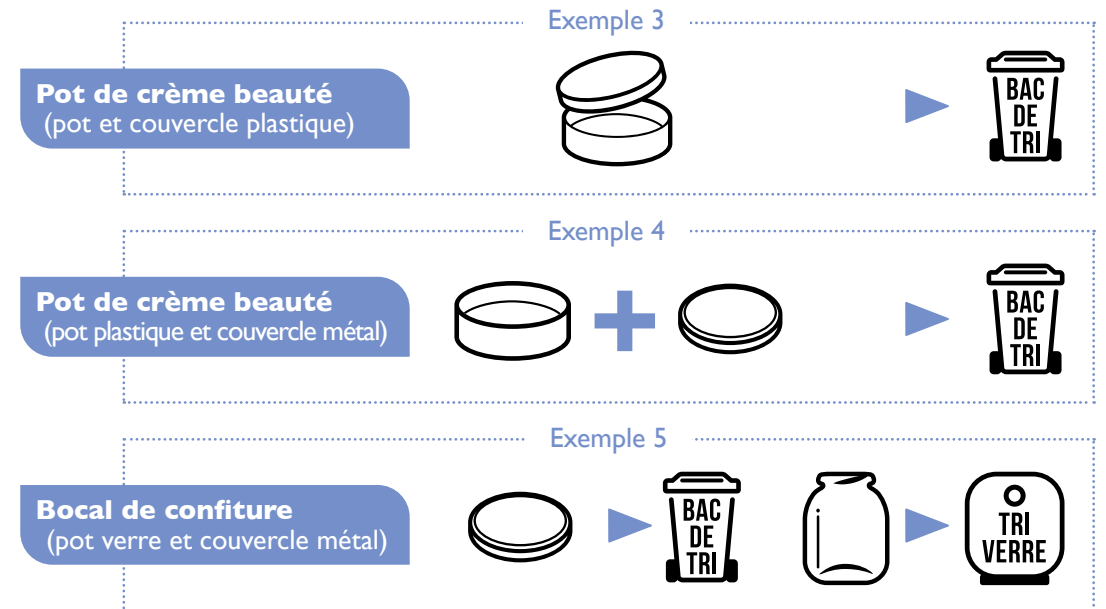 Exemple 3
Pot de crème beauté
(pot et couvercle plastique)
BAC
DE
TRI
Exemple 4
Pot de crème beauté
(pot plastique et couvercle métal)
BAC
DE
TRI
Exemple 5
Bocal de confiture
(pot verre et couvercle métal)
BAC
DE
TRI
TRI
VERRE